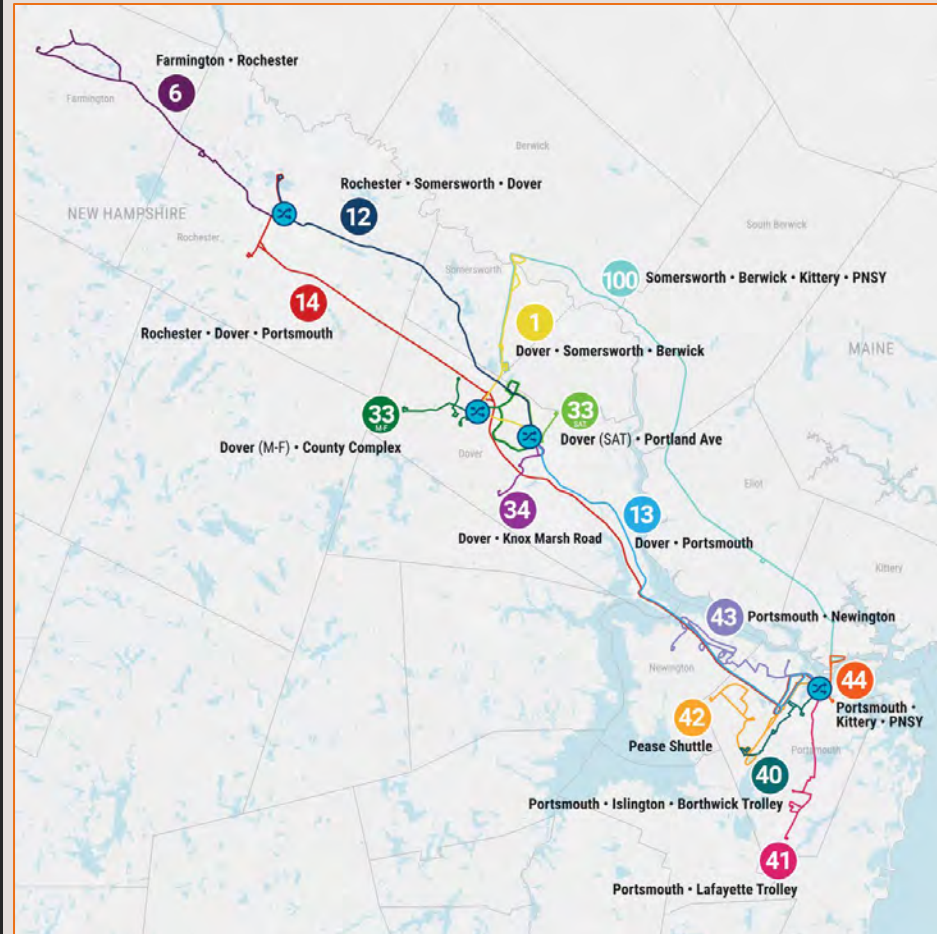 Farmington • Rochester
6
Farmington
Berwick
Rochester • Somersworth • Dover
12
NEW HAMPSHIRE
Rochester
South Berwick
Somersworth
100
Somersworth • Berwick • Kittery • PNSY
14
Rochester • Dover • Portsmouth
1
Dover • Somersworth • Berwick
MAINE
33
M-F
Dover (M-F) • County Complex
33
SAT
Dover (SAT) • Portland Ave
Dover
Eliot
34
Dover • Knox Marsh Road
13
Dover • Portsmouth
Kittery
43
Portsmouth • Newington
Newington
44
Portsmouth •
Kittery • PNSY
42
Pease Shuttle
Portsmouth
40
Portsmouth • Islington • Borthwick Trolley
41
Portsmouth • Lafayette Trolley